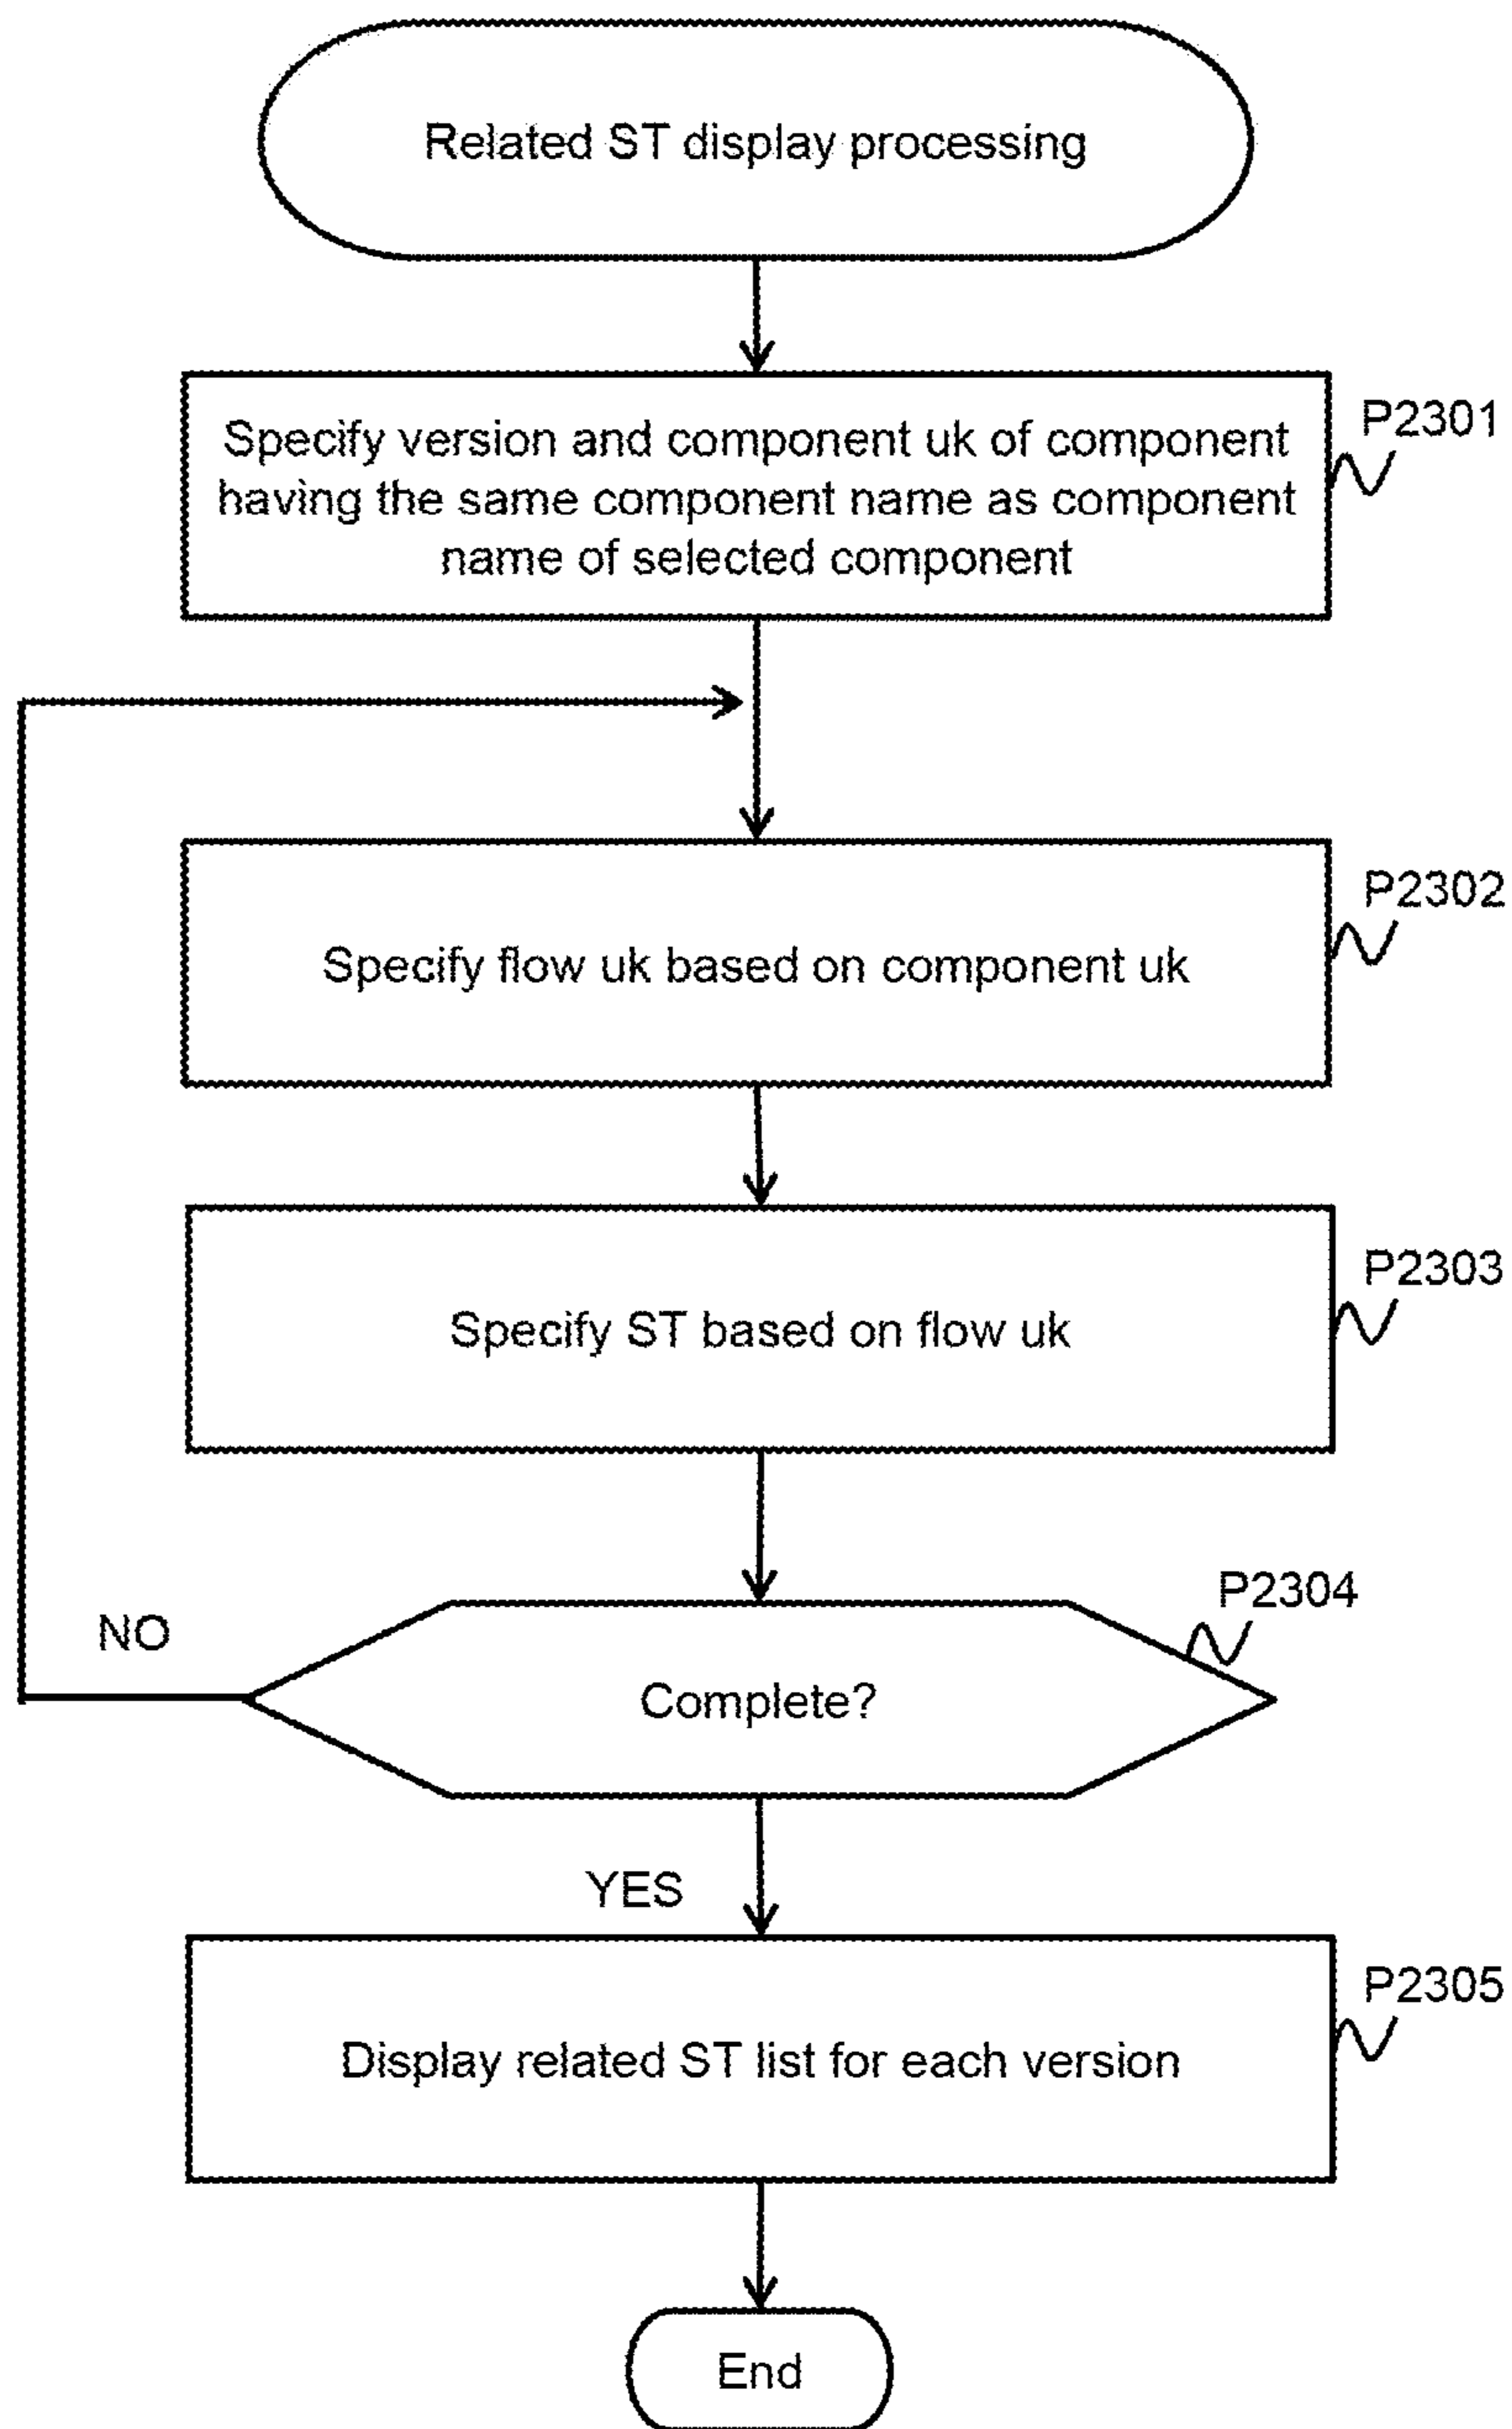 Related ST display processing
P2301
Specify version and component uk of component
having the same component name as component
name of selected component
P2302
Specify flow uk based on component uk
P2303
Specify ST based on flow uk
P2304
NO
Complete?
YES
P2305
Display related ST list for each version
End